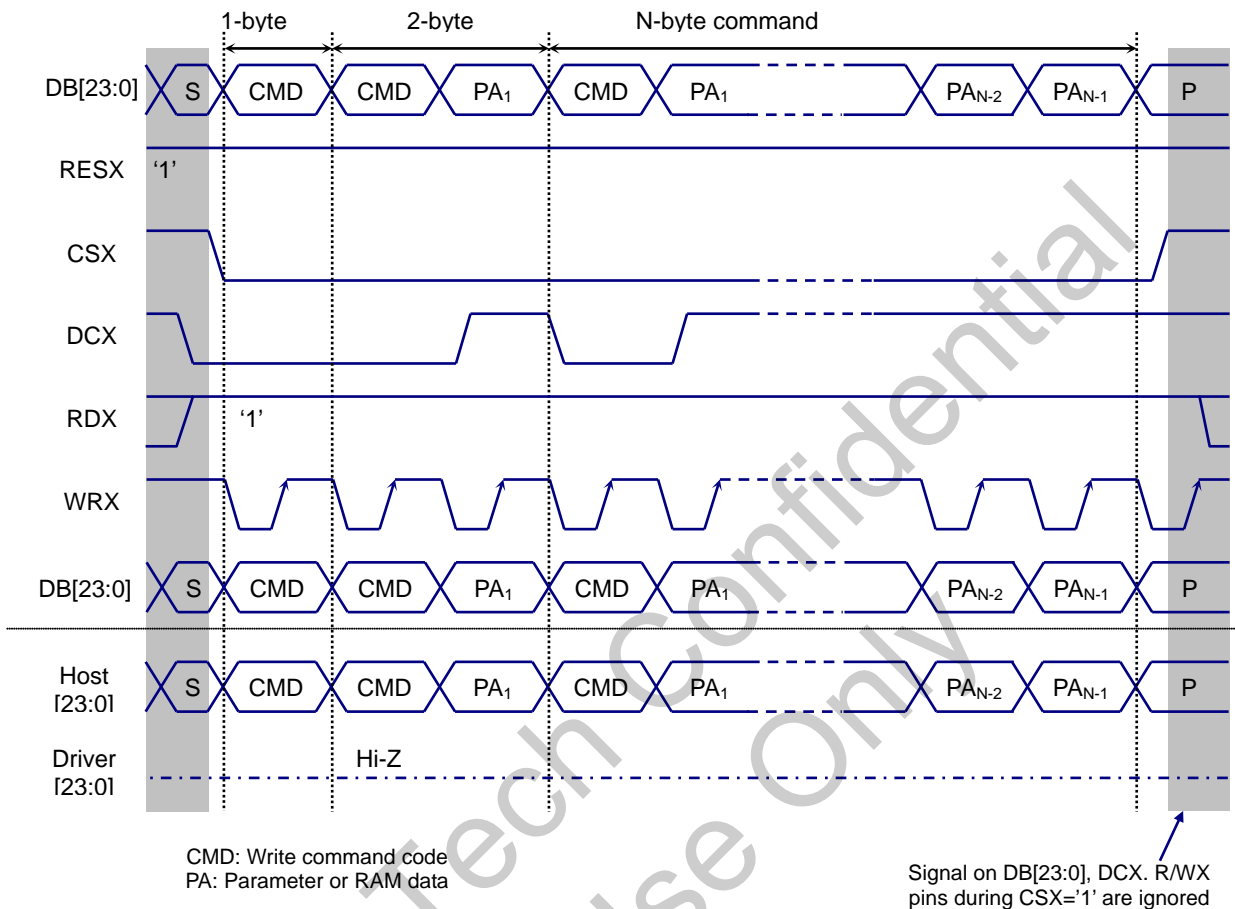 1-byte 2-byte N-byte command
DB[23:0] S CMD CMD PA1 CMD PA1 PAN-2 PAN-1 P
RESX '1'
CSX
DCX
RDX '1'
WRX
DB[23:0] S CMD CMD PA1 CMD PA1 PAN-2 PAN-1 P
Host
[23:0] S CMD CMD PA1 CMD PA1 PAN-2 PAN-1 P
Driver
[23:0] Hi-Z
CMD: Write command code
PA: Parameter or RAM data
Signal on DB[23:0], DCX. R/WX
pins during CSX='1' are ignored
Tech Confidential
Use Only